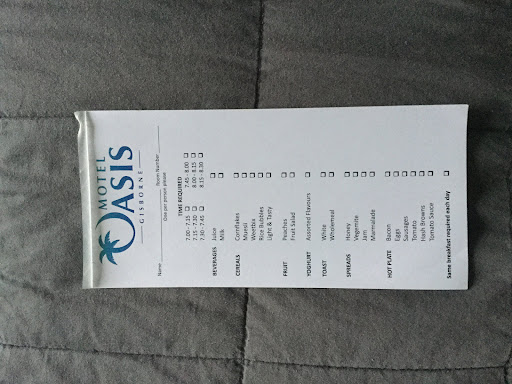 MOTEL
OASIS
GISBORNE
Name Room Number
One per person please
TIME REQUIRED
7.00 - 7.15 ☐ 7.45 - 8.00 ☐
7.15 - 7.30 ☐ 8.00 - 8.15 ☐
7.30 - 7.45 ☐ 8.15 - 8.30 ☐
BEVERAGES Juice ☐
Milk ☐
CEREALS Cornflakes ☐
Muesli ☐
Weetbix ☐
Rice Bubbles ☐
Light & Tasty ☐
FRUIT Peaches ☐
Fruit Salad ☐
YOGHURT Assorted Flavours ☐
TOAST White ☐
Wholemeal ☐
SPREADS Honey ☐
Vegemite ☐
Jam ☐
Marmalade ☐
HOT PLATE Bacon ☐
Eggs ☐
Sausages ☐
Tomato ☐
Hash Browns ☐
Tomato Sauce ☐
Same breakfast required each day ☐